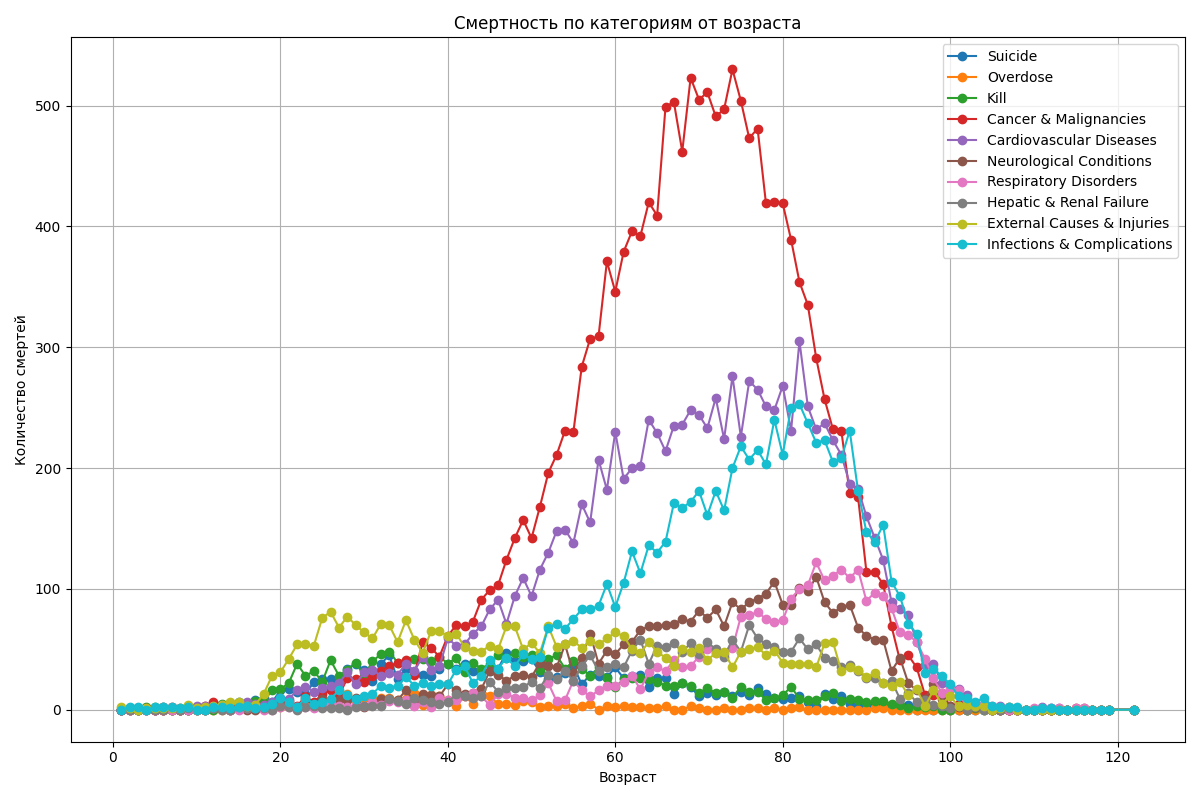 Смертность по категориям от возраста
Количество смертей
500
400
300
200
100
0
0
20
40
60
80
100
120
Возраст
Suicide
Overdose
Kill
Cancer & Malignancies
Cardiovascular Diseases
Neurological Conditions
Respiratory Disorders
Hepatic & Renal Failure
External Causes & Injuries
Infections & Complications